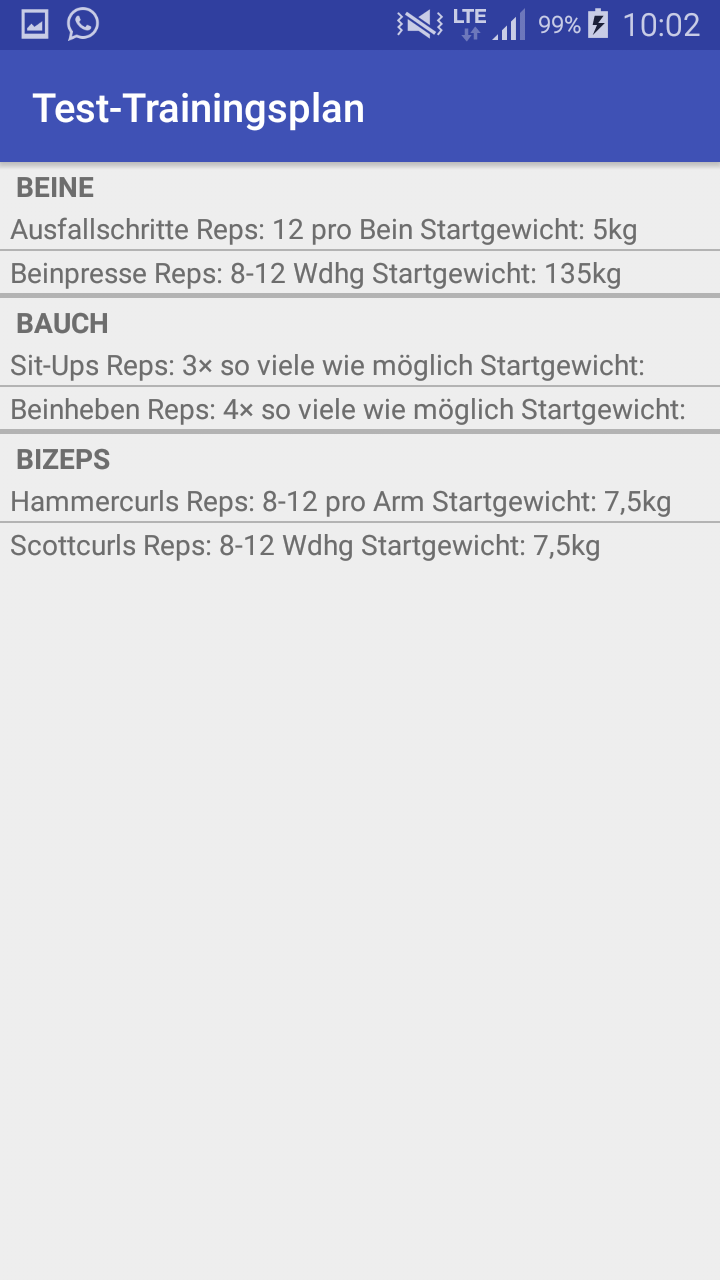 LTE 99% 10:02
Test-Trainingsplan
BEINE
Ausfallschritte Reps: 12 pro Bein Startgewicht: 5kg
Beinpresse Reps: 8-12 Wdhg Startgewicht: 135kg
BAUCH
Sit-Ups Reps: 3× so viele wie möglich Startgewicht:
Beinheben Reps: 4× so viele wie möglich Startgewicht:
BIZEPS
Hammercurls Reps: 8-12 pro Arm Startgewicht: 7,5kg
Scottcurls Reps: 8-12 Wdhg Startgewicht: 7,5kg